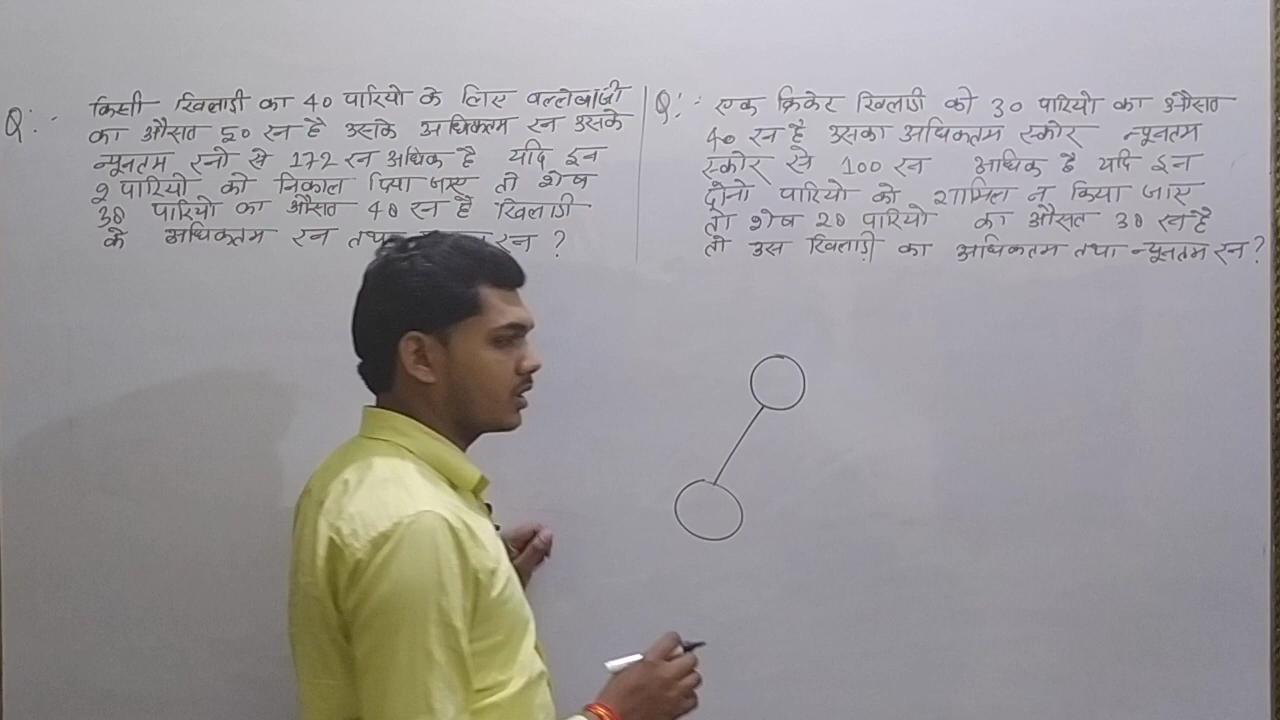 Q:- किसी खिलाड़ी का 40 पारियो के लिए बल्लेबाजी
का औसत 50 रन है उसके अधिकतम रन उसके
न्यूनतम रनो से 172 रन अधिक है यदि इन
2 पारियो को निकाल दिया जाए तो शेष
38 पारियो का औसत 48 रन है खिलाडी
के अधिकतम रन तथा रन ?
Q:- एक क्रिकेट खिलाड़ी को 30 पारियो का औसत
40 रन है उसका अधिकतम स्कोर न्यूनतम
स्कोर से 100 रन अधिक है यदि इन
दोनो पारियो को शामिल न किया जाए
तो शेष 28 पारियो का औसत 38 रन है
तो उस खिलाड़ी का अधिकतम तथा न्यूनतम रन ?